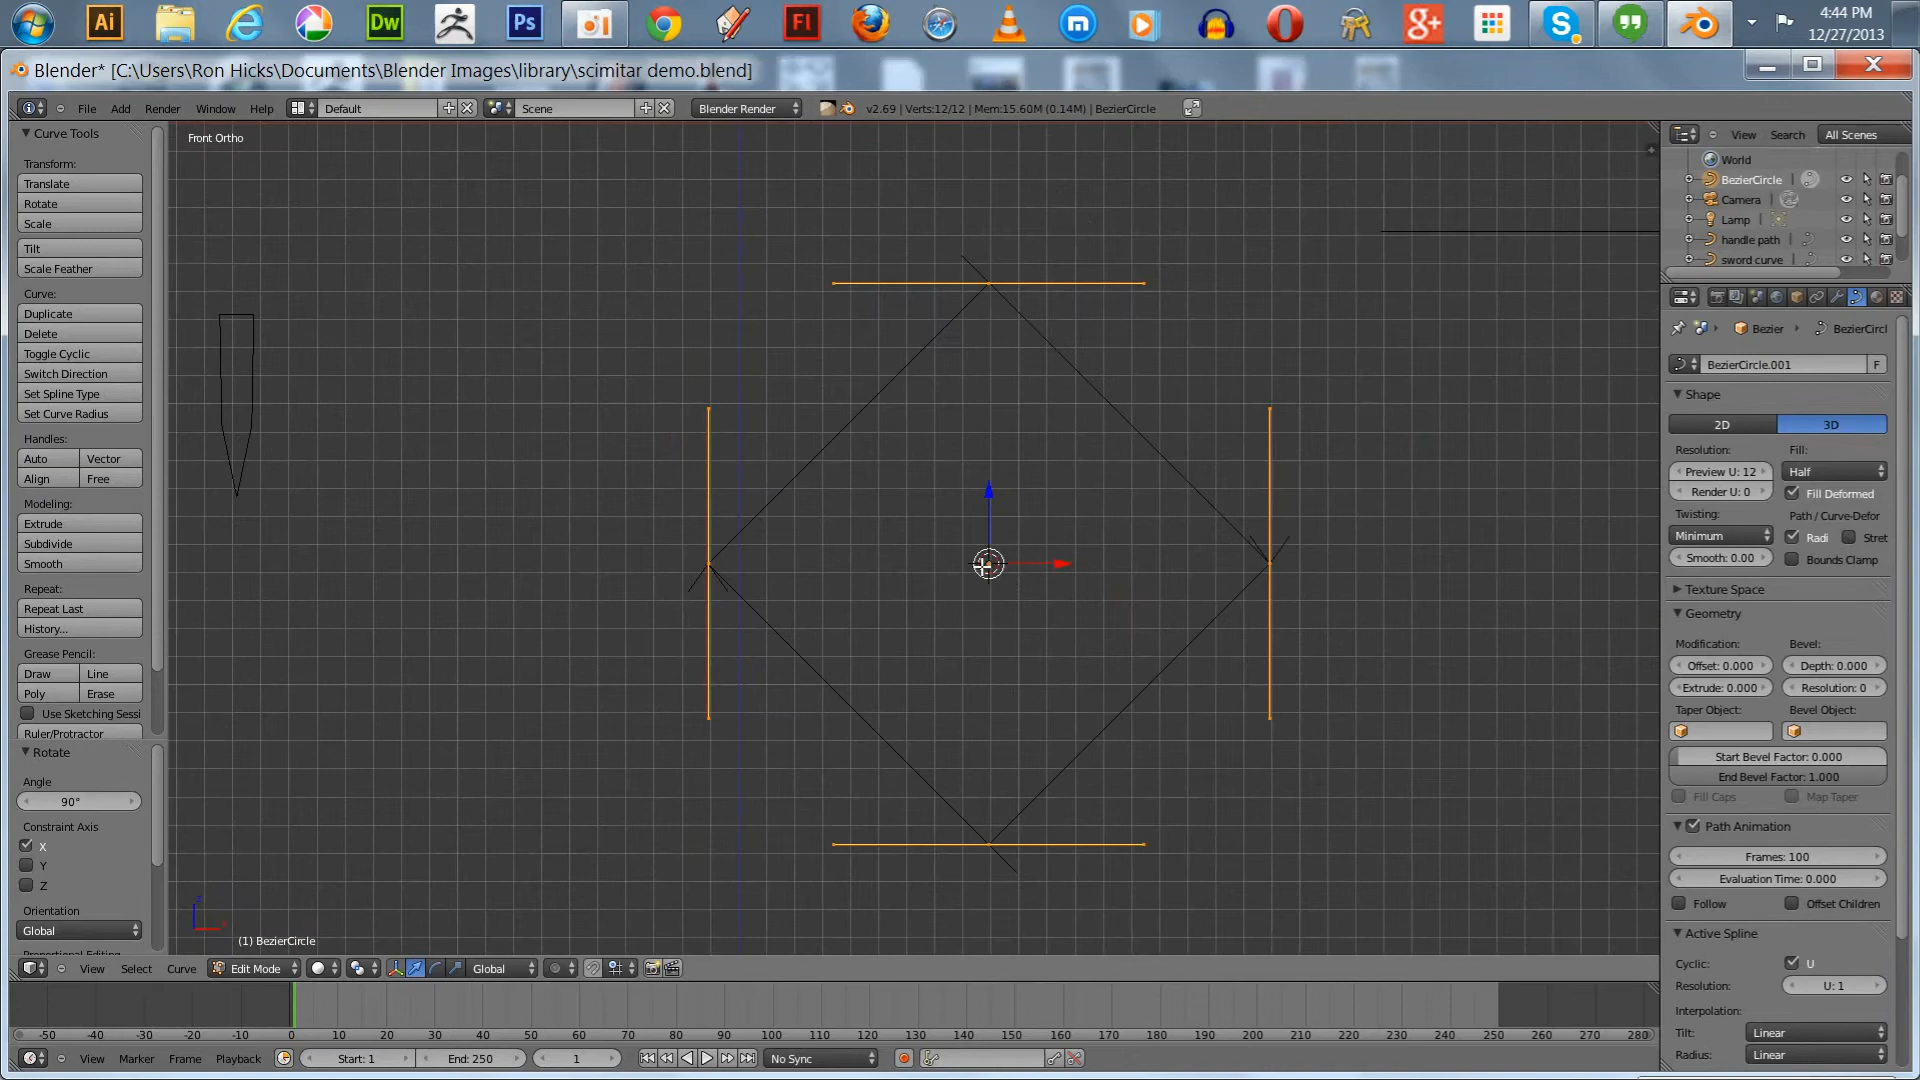 Ai
Dw
Ps
Fl
m
g+
S
4:44 PM
12/27/2013
Blender* [C:\Users\Ron Hicks\Documents\Blender Images\library\scimitar demo.blend]
File Add Render Window Help Default Scene Blender Render v2.69 | Verts:12/12 | Mem:15.60M (0.14M) | BezierCircle
Curve Tools
Transform:
Translate
Rotate
Scale
Tilt
Scale Feather
Curve:
Duplicate
Delete
Toggle Cyclic
Switch Direction
Set Spline Type
Set Curve Radius
Handles:
Auto Vector
Align Free
Modeling:
Extrude
Subdivide
Smooth
Repeat:
Repeat Last
History...
Grease Pencil:
Draw Line
Poly Erase
Use Sketching Sessi
Ruler/Protractor
Rotate
Angle
90°
Constraint Axis
X
Y
Z
Orientation
Global
Front Ortho
(1) BezierCircle
View Select Curve Edit Mode Global
-50 -40 -30 -20 -10 0 10 20 30 40 50 60 70 80 90 100 110 120 130 140 150 160 170 180 190 200 210 220 230 240 250 260 270 280
View Marker Frame Playback Start: 1 End: 250 1 No Sync
View Search All Scenes
World
BezierCircle
Camera
Lamp
handle path
sword curve
Bezier BezierCircl
BezierCircle.001 F
Shape
2D 3D
Resolution: Fill:
Preview U: 12 Half
Render U: 0 Fill Deformed
Twisting: Path / Curve-Defor
Minimum Radi Stret
Smooth: 0.00 Bounds Clamp
Texture Space
Geometry
Modification: Bevel:
Offset: 0.000 Depth: 0.000
Extrude: 0.000 Resolution: 0
Taper Object: Bevel Object:
Start Bevel Factor: 0.000
End Bevel Factor: 1.000
Fill Caps Map Taper
Path Animation
Frames: 100
Evaluation Time: 0.000
Follow Offset Children
Active Spline
Cyclic: U
Resolution: U: 1
Interpolation:
Tilt: Linear
Radius: Linear